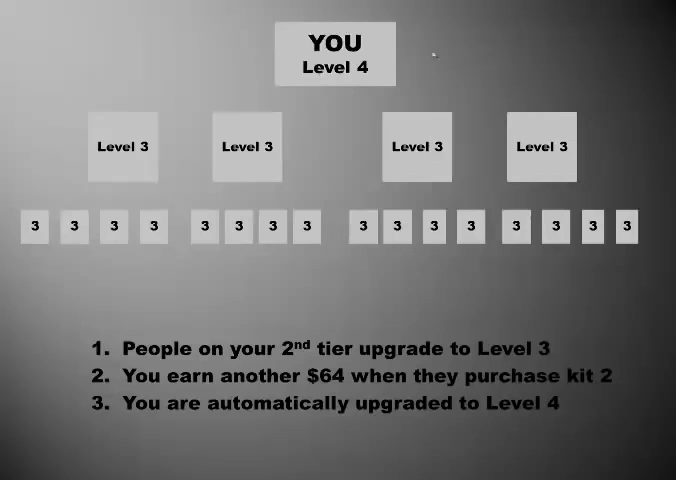 YOU
Level 4
Level 3 Level 3 Level 3 Level 3
3 3 3 3 3 3 3 3 3 3 3 3 3 3 3 3
1. People on your 2nd tier upgrade to Level 3
2. You earn another $64 when they purchase kit 2
3. You are automatically upgraded to Level 4